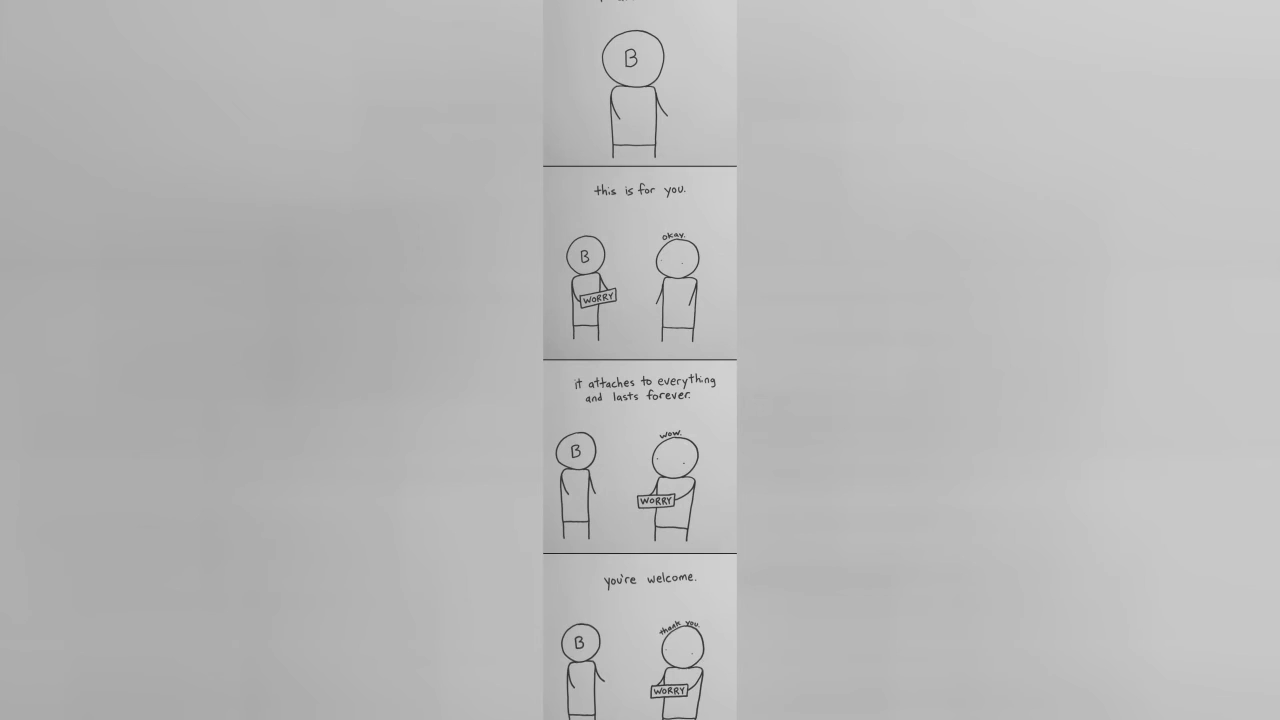 B
this is for you.
okay.
B
WORRY
it attaches to everything
and lasts forever.
wow.
B
WORRY
you're welcome.
thank you.
B
WORRY